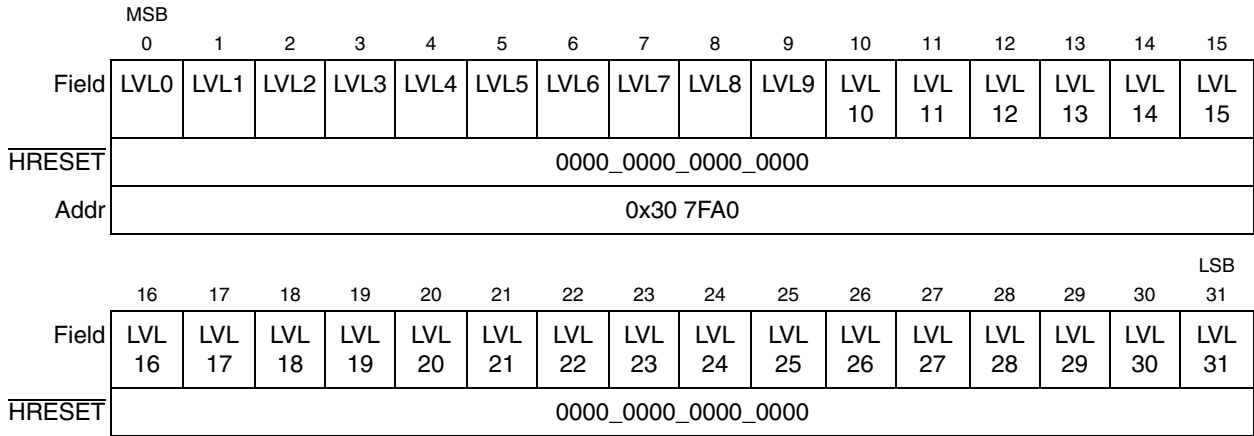 MSB
0 1 2 3 4 5 6 7 8 9 10 11 12 13 14 15
Field LVL0 LVL1 LVL2 LVL3 LVL4 LVL5 LVL6 LVL7 LVL8 LVL9 LVL LVL LVL LVL LVL LVL
10 11 12 13 14 15
HRESET 0000_0000_0000_0000
Addr 0x30 7FA0
LSB
16 17 18 19 20 21 22 23 24 25 26 27 28 29 30 31
Field LVL LVL LVL LVL LVL LVL LVL LVL LVL LVL LVL LVL LVL LVL LVL LVL
16 17 18 19 20 21 22 23 24 25 26 27 28 29 30 31
HRESET 0000_0000_0000_0000